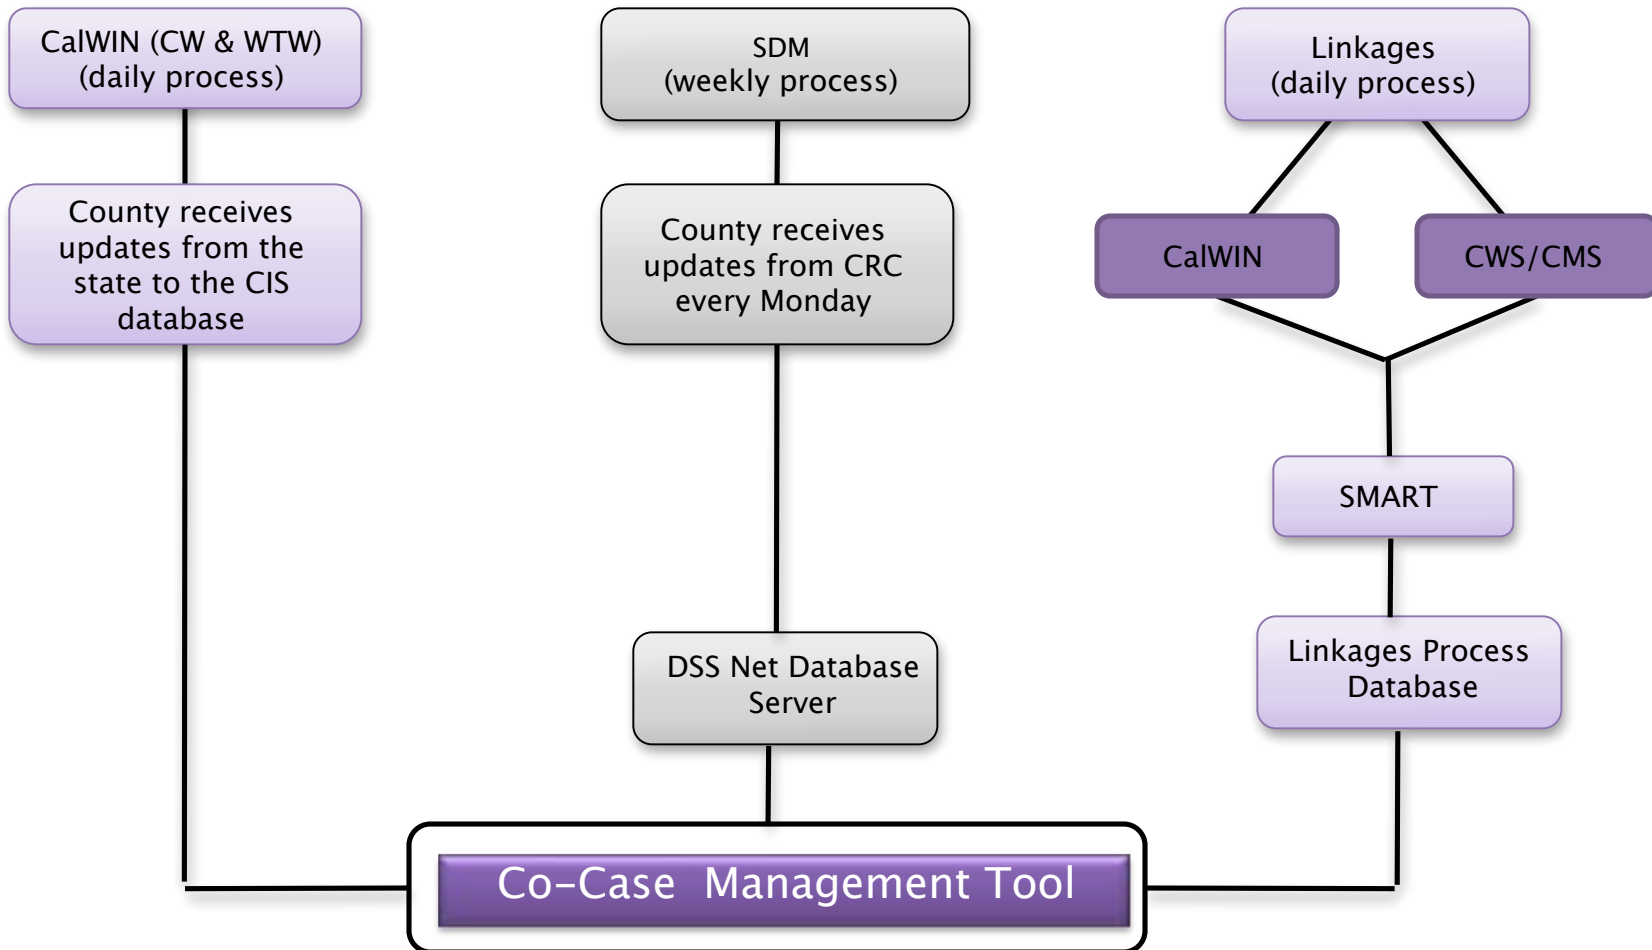 CalWIN (CW & WTW)
(daily process)
County receives
updates from the
state to the CIS
database
SDM
(weekly process)
County receives
updates from CRC
every Monday
DSS Net Database
Server
Linkages
(daily process)
CalWIN
CWS/CMS
SMART
Linkages Process
Database
Co-Case Management Tool